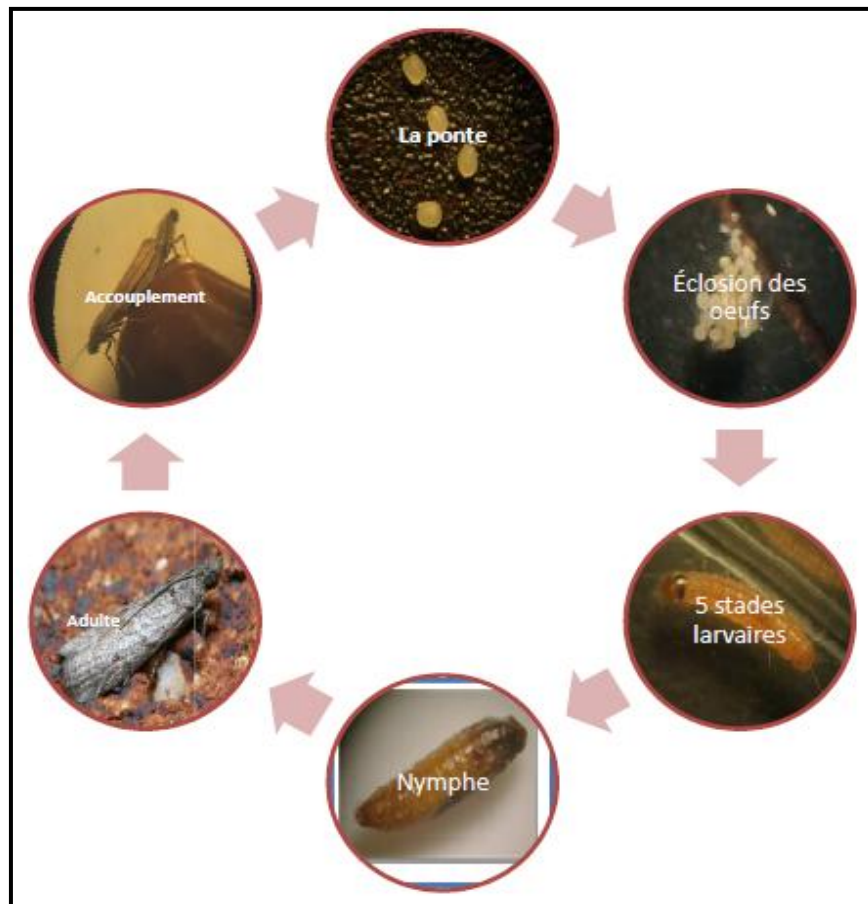 La ponte
Éclosion des
oeufs
5 stades
larvaires
Nymphe
Adulte
Accouplement